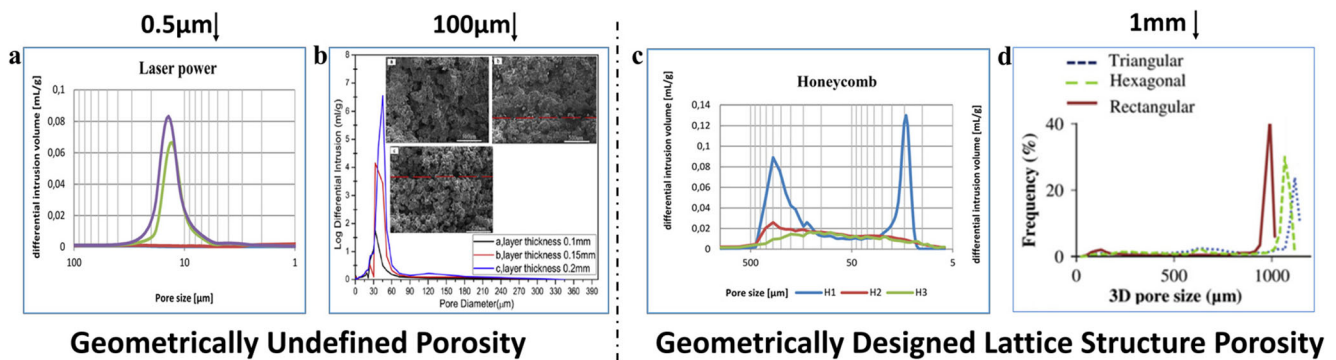 0.5μm
100μm
1mm
a
Laser power
differential intrusion volume [mL/g]
0,1
0,08
0,06
0,04
0,02
0
100
10
1
Pore size [μm]
b
Log Differential Intrusion (ml/g)
8
7
6
5
4
3
2
1
0
a
b
c
a,layer thickness 0.1mm
b,layer thickness 0.15mm
c,layer thickness 0.2mm
0 30 60 90 120 150 180 210 240 270 300 330 360 390
Pore Diameter(μm)
c
Honeycomb
differential intrusion volume [mL/g]
0,14
0,12
0,1
0,08
0,06
0,04
0,02
0
differential intrusion volume [mL/g]
500
50
5
5
Pore size [μm]
H1
H2
H3
d
Triangular
Hexagonal
Rectangular
Frequency (%)
40
20
0
0
500
1000
3D pore size (μm)
Geometrically Undefined Porosity
Geometrically Designed Lattice Structure Porosity